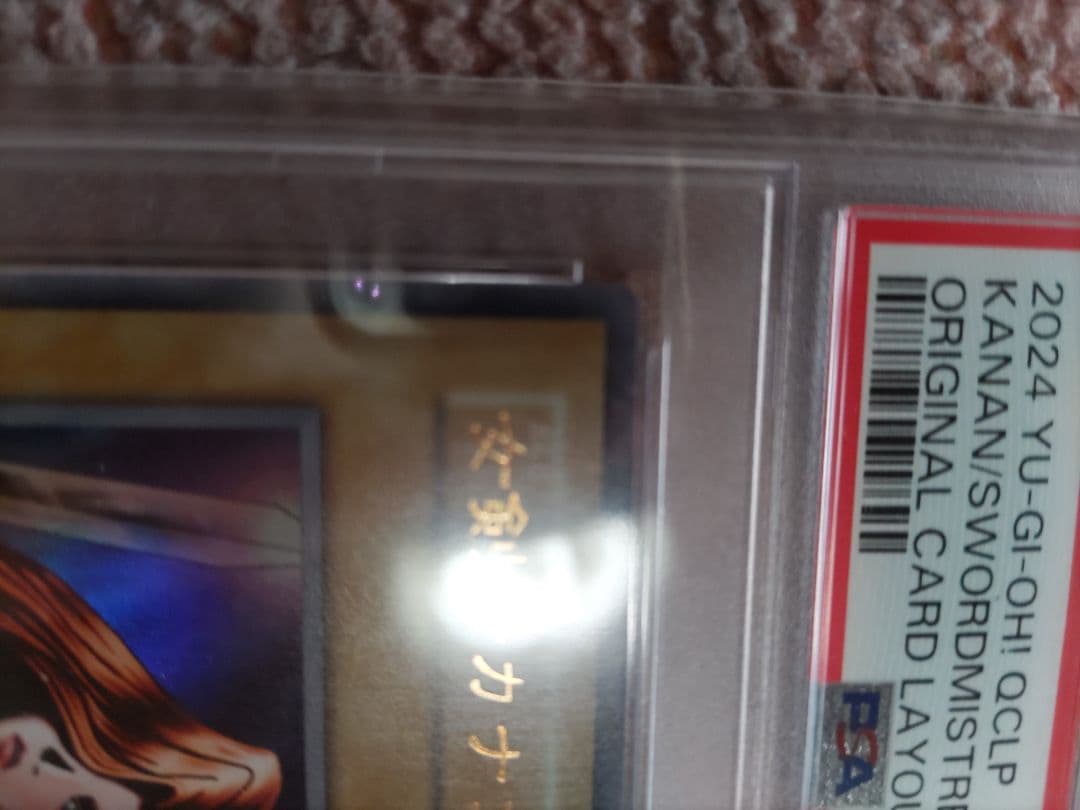 2024 YU-GI-OH! QCLP
KANAN/SWORDMISTRE
ORIGINAL CARD LAYOU
PSA
女剣 カナ